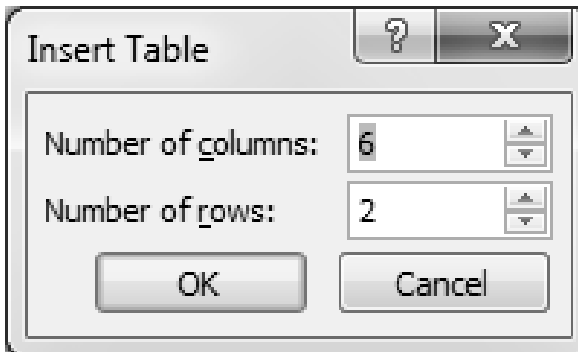 Insert Table ? X
Number of columns: 6
Number of rows: 2
OK Cancel